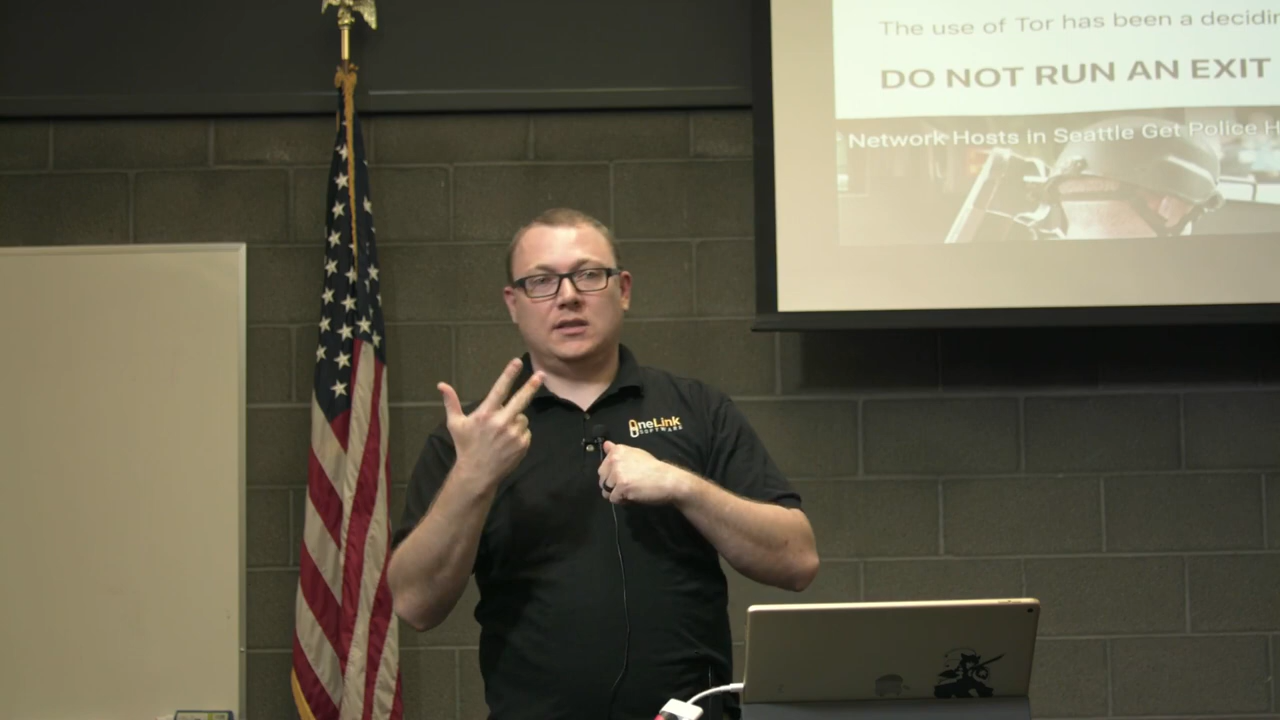 The use of Tor has been a decidin
DO NOT RUN AN EXIT
Network Hosts in Seattle Get Police H
OneLink
SOFTWARE